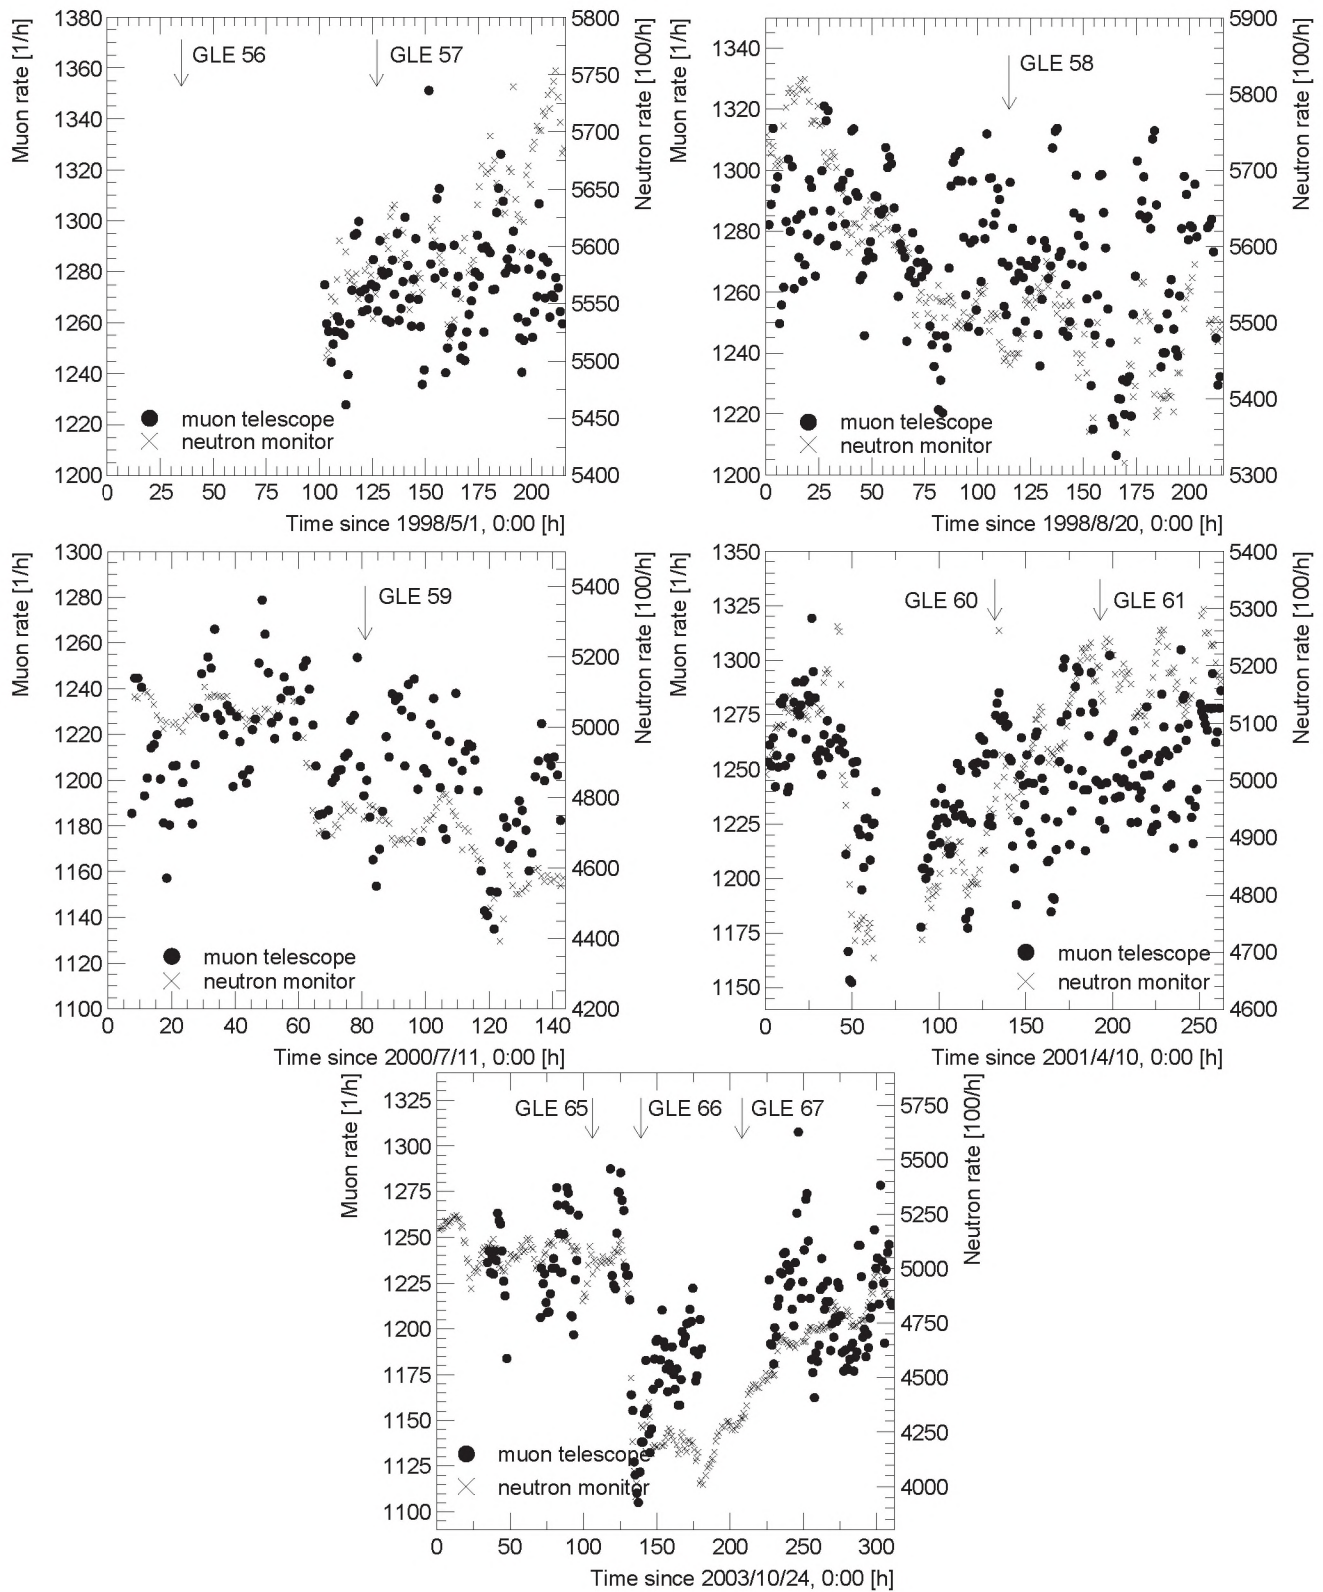 Muon rate [1/h]
Neutron rate [100/h]
GLE 56
GLE 57
1380
1360
1340
1320
1300
1280
1260
1240
1220
1200
5800
5750
5700
5650
5600
5550
5500
5450
5400
muon telescope
neutron monitor
0 25 50 75 100 125 150 175 200
Time since 1998/5/1, 0:00 [h]
Muon rate [1/h]
Neutron rate [100/h]
GLE 58
1340
1320
1300
1280
1260
1240
1220
1200
5900
5800
5700
5600
5500
5400
5300
muon telescope
neutron monitor
0 25 50 75 100 125 150 175 200
Time since 1998/8/20, 0:00 [h]
Muon rate [1/h]
Neutron rate [100/h]
GLE 59
1300
1280
1260
1240
1220
1200
1180
1160
1140
1120
1100
5400
5200
5000
4800
4600
4400
4200
muon telescope
neutron monitor
0 20 40 60 80 100 120 140
Time since 2000/7/11, 0:00 [h]
Muon rate [1/h]
Neutron rate [100/h]
GLE 60
GLE 61
1350
1325
1300
1275
1250
1225
1200
1175
1150
5400
5300
5200
5100
5000
4900
4800
4700
4600
muon telescope
neutron monitor
0 50 100 150 200 250
Time since 2001/4/10, 0:00 [h]
Muon rate [1/h]
Neutron rate [100/h]
GLE 65
GLE 66
GLE 67
1325
1300
1275
1250
1225
1200
1175
1150
1125
1100
5750
5500
5250
5000
4750
4500
4250
4000
muon telescope
neutron monitor
0 50 100 150 200 250 300
Time since 2003/10/24, 0:00 [h]